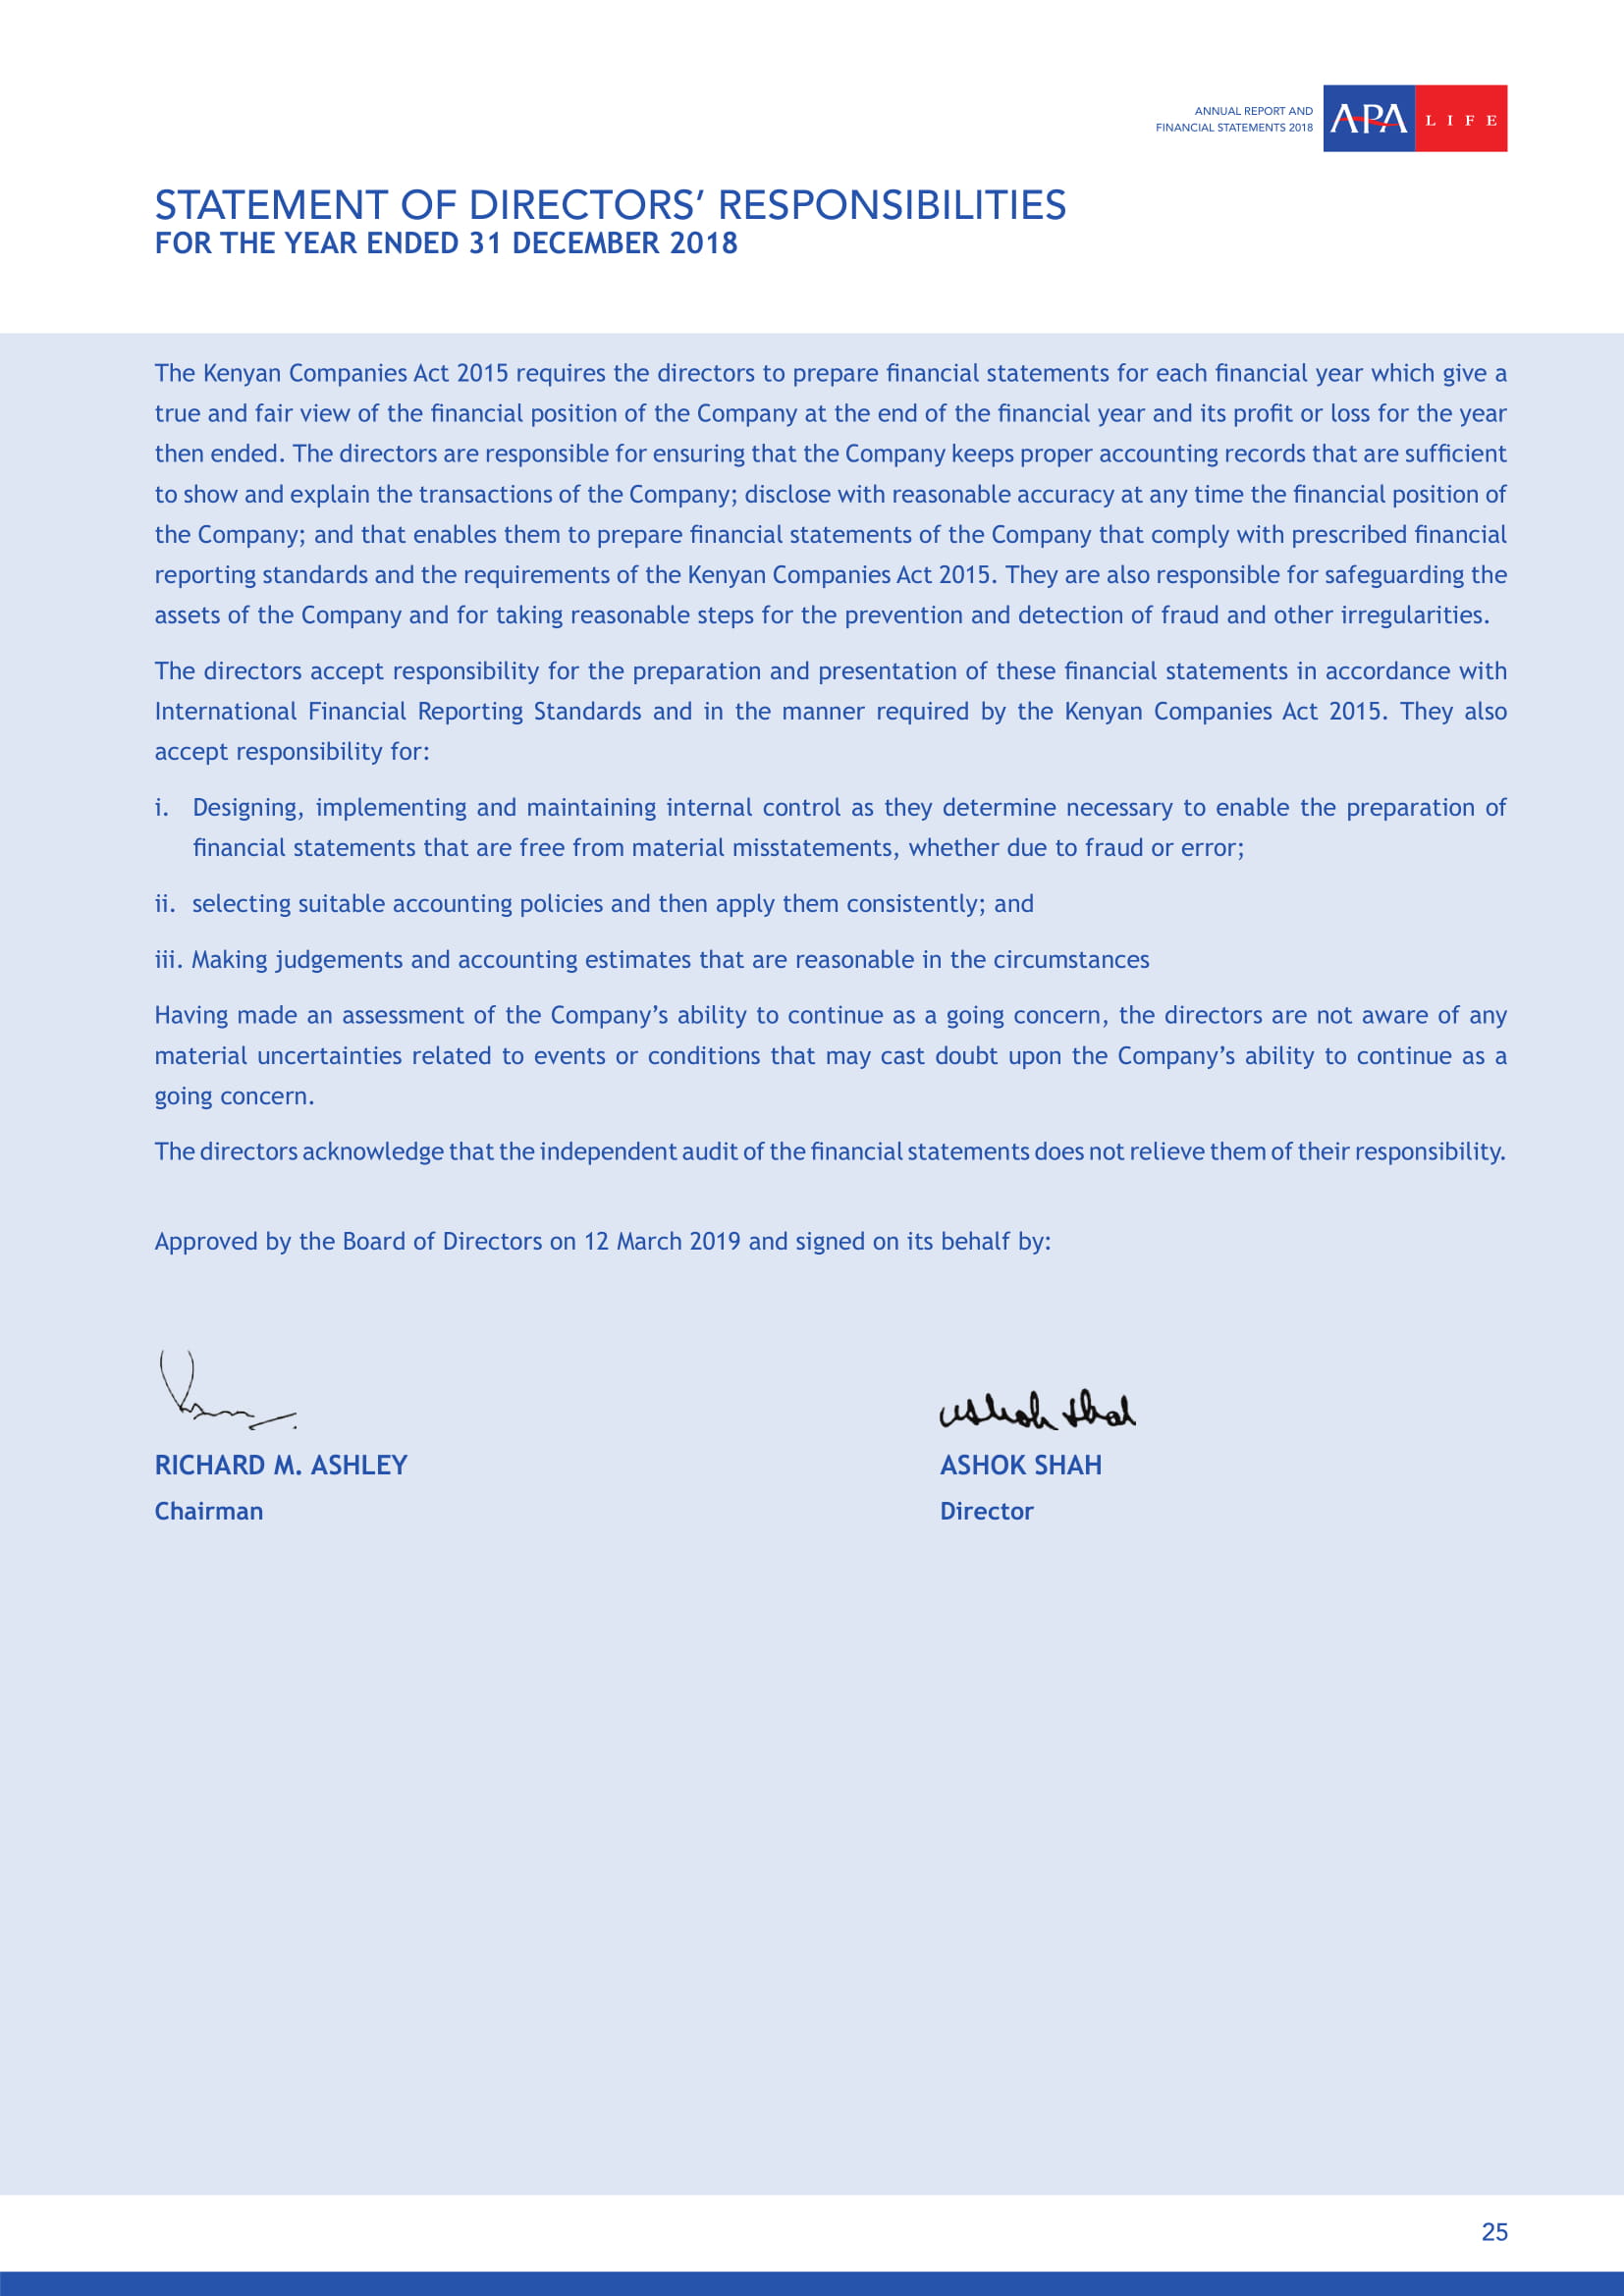 ANNUAL REPORT AND
FINANCIAL STATEMENTS 2018
APA LIFE
STATEMENT OF DIRECTORS’ RESPONSIBILITIES
FOR THE YEAR ENDED 31 DECEMBER 2018
The Kenyan Companies Act 2015 requires the directors to prepare financial statements for each financial year which give a
true and fair view of the financial position of the Company at the end of the financial year and its profit or loss for the year
then ended. The directors are responsible for ensuring that the Company keeps proper accounting records that are sufficient
to show and explain the transactions of the Company; disclose with reasonable accuracy at any time the financial position of
the Company; and that enables them to prepare financial statements of the Company that comply with prescribed financial
reporting standards and the requirements of the Kenyan Companies Act 2015. They are also responsible for safeguarding the
assets of the Company and for taking reasonable steps for the prevention and detection of fraud and other irregularities.
The directors accept responsibility for the preparation and presentation of these financial statements in accordance with
International Financial Reporting Standards and in the manner required by the Kenyan Companies Act 2015. They also
accept responsibility for:
i. Designing, implementing and maintaining internal control as they determine necessary to enable the preparation of
financial statements that are free from material misstatements, whether due to fraud or error;
ii. selecting suitable accounting policies and then apply them consistently; and
iii. Making judgements and accounting estimates that are reasonable in the circumstances
Having made an assessment of the Company’s ability to continue as a going concern, the directors are not aware of any
material uncertainties related to events or conditions that may cast doubt upon the Company’s ability to continue as a
going concern.
The directors acknowledge that the independent audit of the financial statements does not relieve them of their responsibility.
Approved by the Board of Directors on 12 March 2019 and signed on its behalf by:
ashok shah
RICHARD M. ASHLEY
ASHOK SHAH
Chairman
Director
25